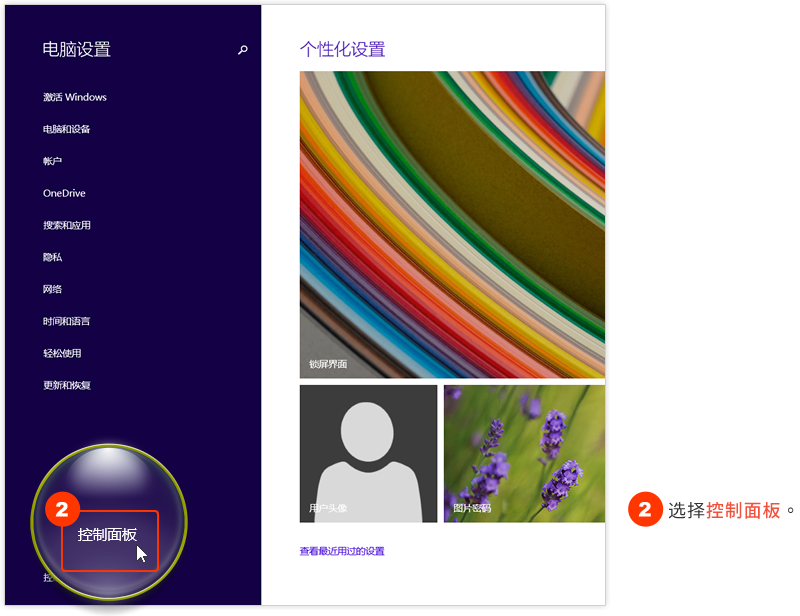 电脑设置
激活 Windows
电脑和设备
帐户
OneDrive
搜索和应用
隐私
网络
时间和语言
轻松使用
更新和恢复
2
控制面板
控
个性化设置
锁屏界面
用户头像
图片密码
查看最近用过的设置
2 选择控制面板。